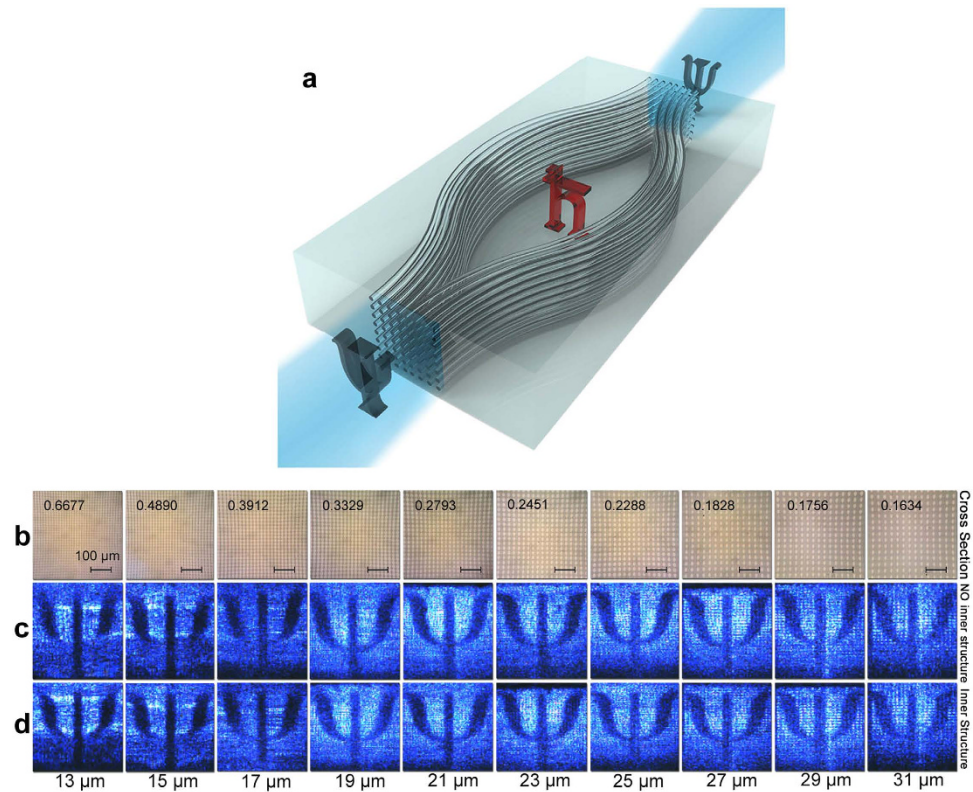 a
Ψ
ħ
Ψ
b
0.6677 0.4890 0.3912 0.3329 0.2793 0.2451 0.2288 0.1828 0.1756 0.1634
100 µm
Cross Section
c
NO inner structure
d
Inner Structure
13 µm 15 µm 17 µm 19 µm 21 µm 23 µm 25 µm 27 µm 29 µm 31 µm